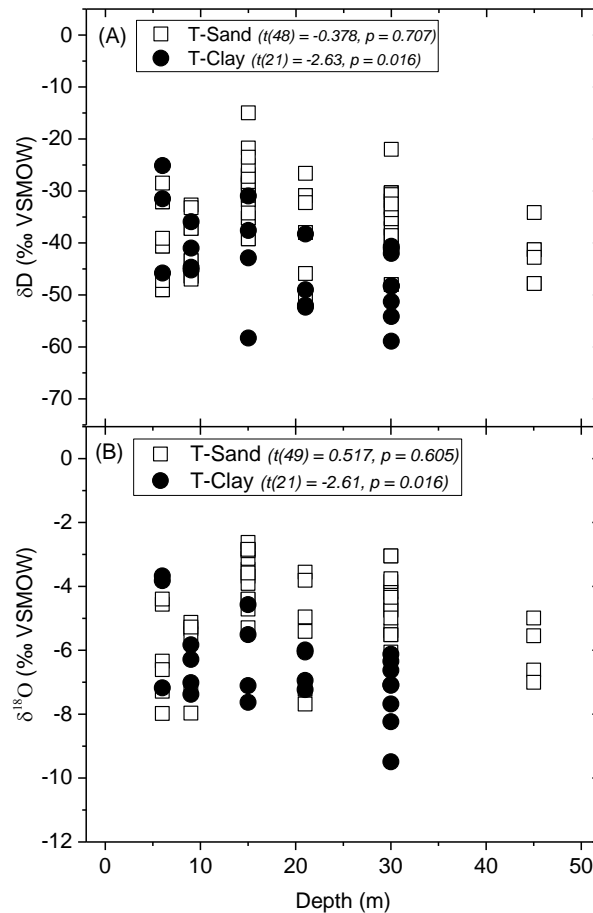 (A)
T-Sand (t(48) = -0.378, p = 0.707)
T-Clay (t(21) = -2.63, p = 0.016)
0
-10
-20
-30
-40
-50
-60
-70
δD (‰ VSMOW)
(B)
T-Sand (t(49) = 0.517, p = 0.605)
T-Clay (t(21) = -2.61, p = 0.016)
0
-2
-4
-6
-8
-10
-12
δ¹⁸O (‰ VSMOW)
0 10 20 30 40 50
Depth (m)